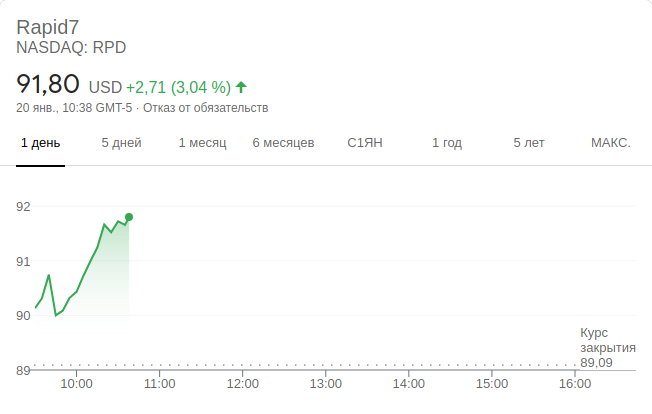 Rapid7
NASDAQ: RPD
91,80 USD +2,71 (3,04 %)
20 янв., 10:38 GMT-5 · Отказ от обязательств
1 день 5 дней 1 месяц 6 месяцев С1ЯН 1 год 5 лет МАКС.
92
91
90
89
Курс
закрытия
89,09
10:00 11:00 12:00 13:00 14:00 15:00 16:00